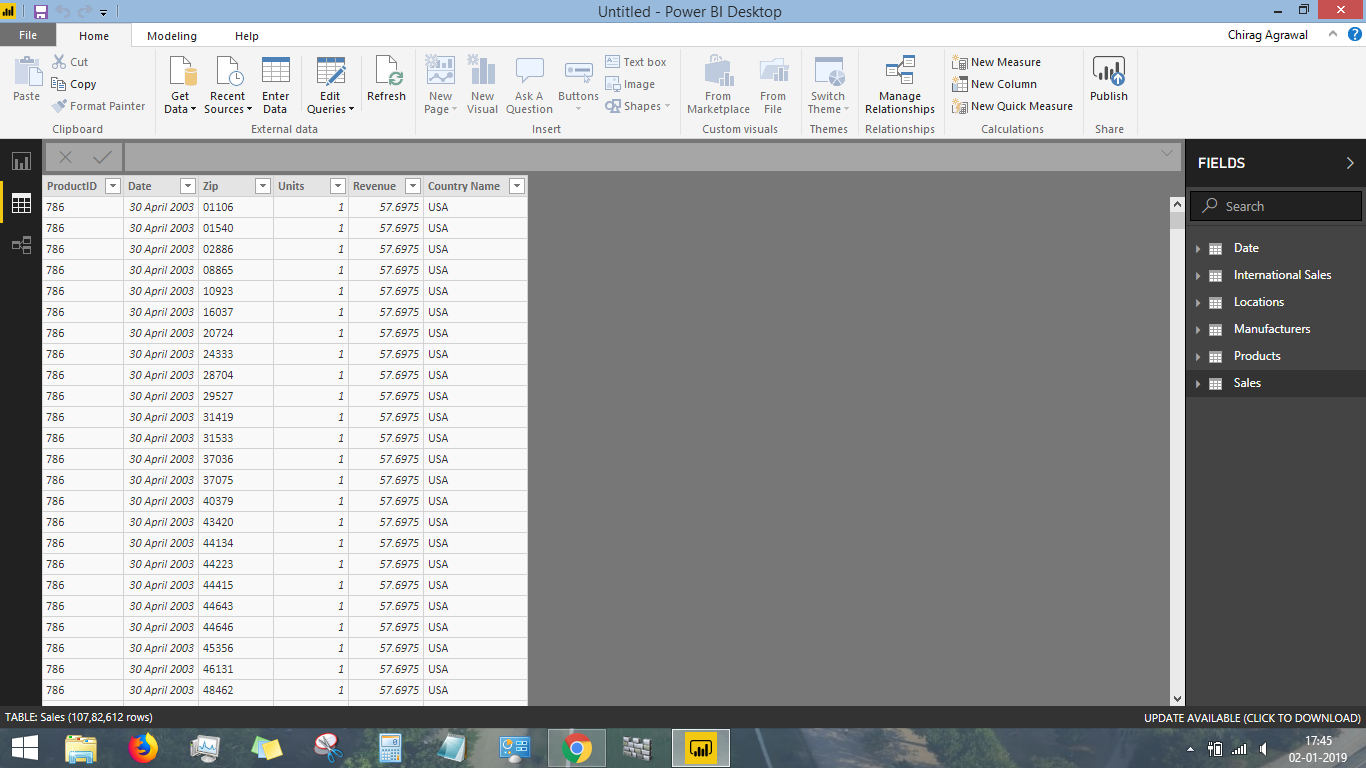 Untitled - Power BI Desktop
File Home Modeling Help Chirag Agrawal
Paste
Cut
Copy
Format Painter
Clipboard
Get Data
Recent Sources
Enter Data
Edit Queries
Refresh
External data
New Page
New Visual
Ask A Question
Buttons
Text box
Image
Shapes
Insert
From Marketplace
From File
Custom visuals
Switch Theme
Themes
Manage Relationships
Relationships
New Measure
New Column
New Quick Measure
Calculations
Publish
Share
ProductID Date Zip Units Revenue Country Name
786 30 April 2003 01106 1 57.6975 USA
786 30 April 2003 01540 1 57.6975 USA
786 30 April 2003 02886 1 57.6975 USA
786 30 April 2003 08865 1 57.6975 USA
786 30 April 2003 10923 1 57.6975 USA
786 30 April 2003 16037 1 57.6975 USA
786 30 April 2003 20724 1 57.6975 USA
786 30 April 2003 24333 1 57.6975 USA
786 30 April 2003 28704 1 57.6975 USA
786 30 April 2003 29527 1 57.6975 USA
786 30 April 2003 31419 1 57.6975 USA
786 30 April 2003 31533 1 57.6975 USA
786 30 April 2003 37036 1 57.6975 USA
786 30 April 2003 37075 1 57.6975 USA
786 30 April 2003 40379 1 57.6975 USA
786 30 April 2003 43420 1 57.6975 USA
786 30 April 2003 44134 1 57.6975 USA
786 30 April 2003 44223 1 57.6975 USA
786 30 April 2003 44415 1 57.6975 USA
786 30 April 2003 44643 1 57.6975 USA
786 30 April 2003 44646 1 57.6975 USA
786 30 April 2003 45356 1 57.6975 USA
786 30 April 2003 46131 1 57.6975 USA
786 30 April 2003 48462 1 57.6975 USA
FIELDS
Search
Date
International Sales
Locations
Manufacturers
Products
Sales
TABLE: Sales (107,82,612 rows)
UPDATE AVAILABLE (CLICK TO DOWNLOAD)
17:45
02-01-2019